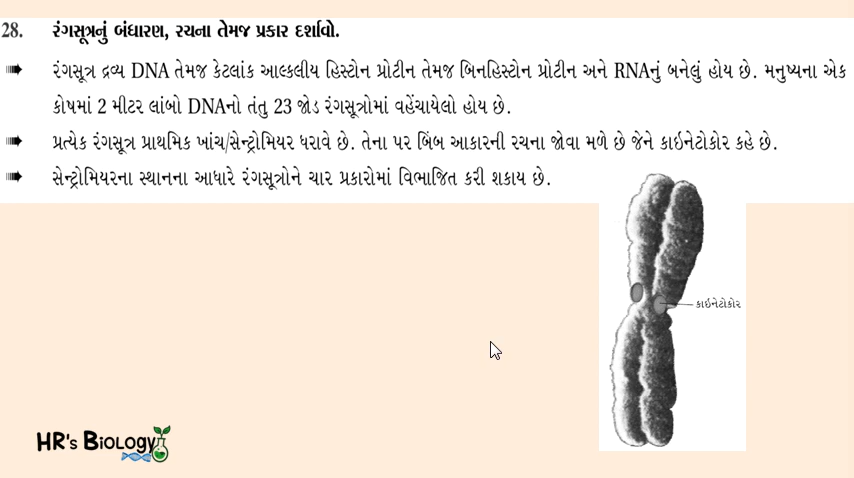 28. રંગસૂત્રનું બંધારણ, રચના તેમજ પ્રકાર દર્શાવો.
➠ રંગસૂત્ર દ્રવ્ય DNA તેમજ કેટલાંક આલ્કલીય હિસ્ટોન પ્રોટીન તેમજ બિનહિસ્ટોન પ્રોટીન અને RNAનું બનેલું હોય છે. મનુષ્યના એક
કોષમાં 2 મીટર લાંબો DNAનો તંતુ 23 જોડ રંગસૂત્રોમાં વહેંચાયેલો હોય છે.
➠ પ્રત્યેક રંગસૂત્ર પ્રાથમિક ખાંચ/સેન્ટ્રોમિયર ધરાવે છે. તેના પર બિંબ આકારની રચના જોવા મળે છે જેને કાઇનેટોકોર કહે છે.
➠ સેન્ટ્રોમિયરના સ્થાનના આધારે રંગસૂત્રોને ચાર પ્રકારોમાં વિભાજિત કરી શકાય છે.
કાઇનેટોકોર
HR's BIOLOGY